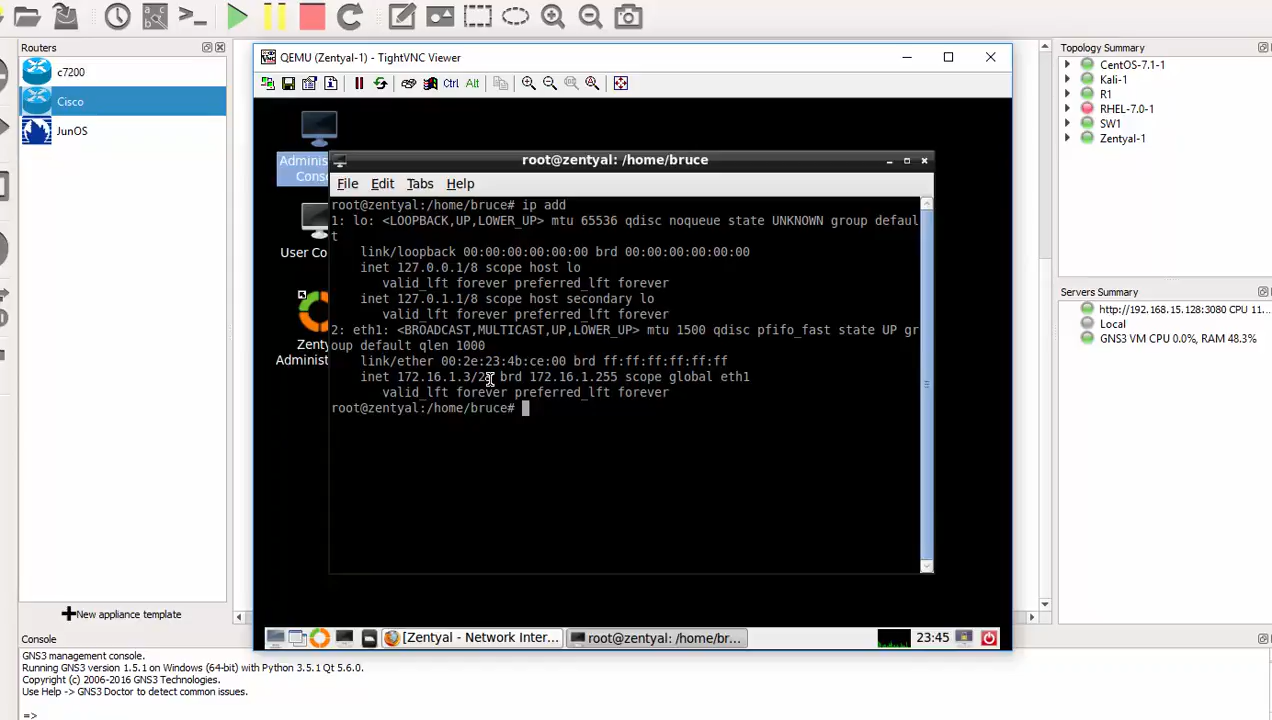 Routers
c7200
Cisco
JunOS
New appliance template
QEMU (Zentyal-1) - TightVNC Viewer
Ctrl Alt
Adminis
Cons
User Co
Zenty
Administ
root@zentyal: /home/bruce
File Edit Tabs Help
root@zentyal:/home/bruce# ip add
1: lo: <LOOPBACK,UP,LOWER_UP> mtu 65536 qdisc noqueue state UNKNOWN group defaul
t
link/loopback 00:00:00:00:00:00 brd 00:00:00:00:00:00
inet 127.0.0.1/8 scope host lo
valid_lft forever preferred_lft forever
inet 127.0.1.1/8 scope host secondary lo
valid_lft forever preferred_lft forever
2: eth1: <BROADCAST,MULTICAST,UP,LOWER_UP> mtu 1500 qdisc pfifo_fast state UP gr
oup default qlen 1000
link/ether 00:2e:23:4b:ce:00 brd ff:ff:ff:ff:ff:ff
inet brd 172.16.1.255 scope global eth1
valid_lft forever preferred_lft forever
root@zentyal:/home/bruce#
[Zentyal - Network Inter...
root@zentyal: /home/br...
23:45
Topology Summary
CentOS-7.1-1
Kali-1
R1
RHEL-7.0-1
SW1
Zentyal-1
Servers Summary
http://192.168.15.128:3080 CPU 11...
Local
GNS3 VM CPU 0.0%, RAM 48.3%
Console
GNS3 management console.
Running GNS3 version 1.5.1 on Windows (64-bit) with Python 3.5.1 Qt 5.6.0.
Copyright (c) 2006-2016 GNS3 Technologies.
Use Help -> GNS3 Doctor to detect common issues.
=>